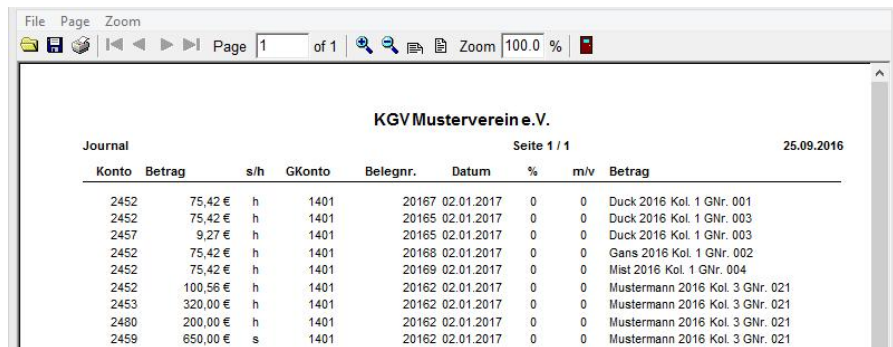 File Page Zoom
Page 1 of 1 Zoom 100.0 %
KGV Musterverein e.V.
Journal Seite 1 / 1 25.09.2016
Konto Betrag s/h GKonto Belegnr. Datum % m/v Betrag
2452 75,42 € h 1401 20167 02.01.2017 0 0 Duck 2016 Kol. 1 GNr. 001
2452 75,42 € h 1401 20165 02.01.2017 0 0 Duck 2016 Kol. 1 GNr. 003
2457 9,27 € h 1401 20165 02.01.2017 0 0 Duck 2016 Kol. 1 GNr. 003
2452 75,42 € h 1401 20168 02.01.2017 0 0 Gans 2016 Kol. 1 GNr. 002
2452 75,42 € h 1401 20169 02.01.2017 0 0 Mist 2016 Kol. 1 GNr. 004
2452 100,56 € h 1401 20162 02.01.2017 0 0 Mustermann 2016 Kol. 3 GNr. 021
2453 320,00 € h 1401 20162 02.01.2017 0 0 Mustermann 2016 Kol. 3 GNr. 021
2480 200,00 € h 1401 20162 02.01.2017 0 0 Mustermann 2016 Kol. 3 GNr. 021
2459 650,00 € s 1401 20162 02.01.2017 0 0 Mustermann 2016 Kol. 3 GNr. 021